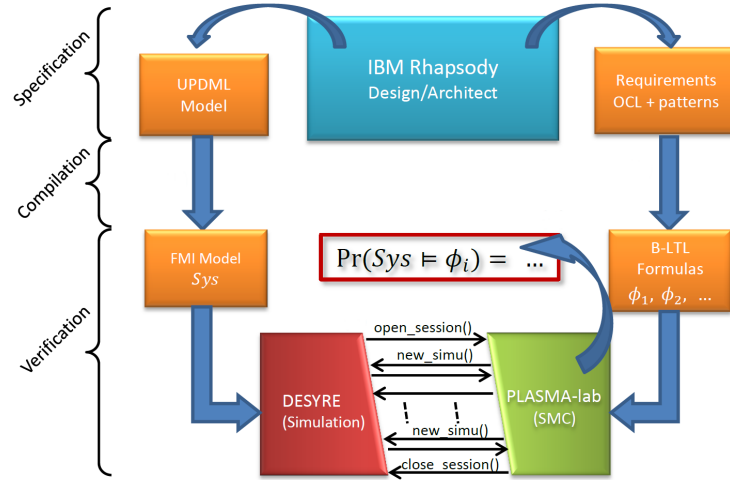 Specification
Compilation
Verification
UPDML
Model
IBM Rhapsody
Design/Architect
Requirements
OCL + patterns
FMI Model
Sys
Pr(Sys ⊨ ϕi) = ...
B-LTL
Formulas
ϕ1, ϕ2, ...
DESYRE
(Simulation)
open_session()
new_simu()
new_simu()
close_session()
PLASMA-lab
(SMC)